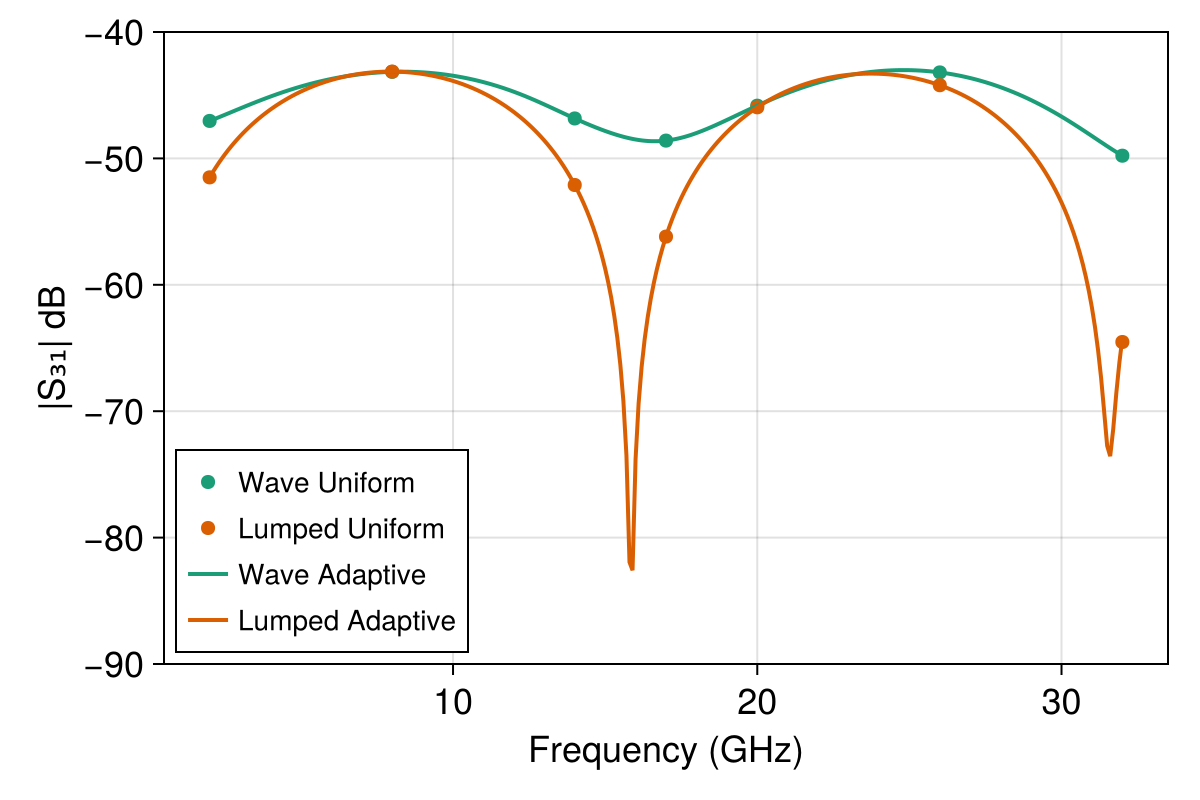 −40
−50
−60
−70
−80
−90
|S₃₁| dB
Wave Uniform
Lumped Uniform
Wave Adaptive
Lumped Adaptive
10 20 30
Frequency (GHz)